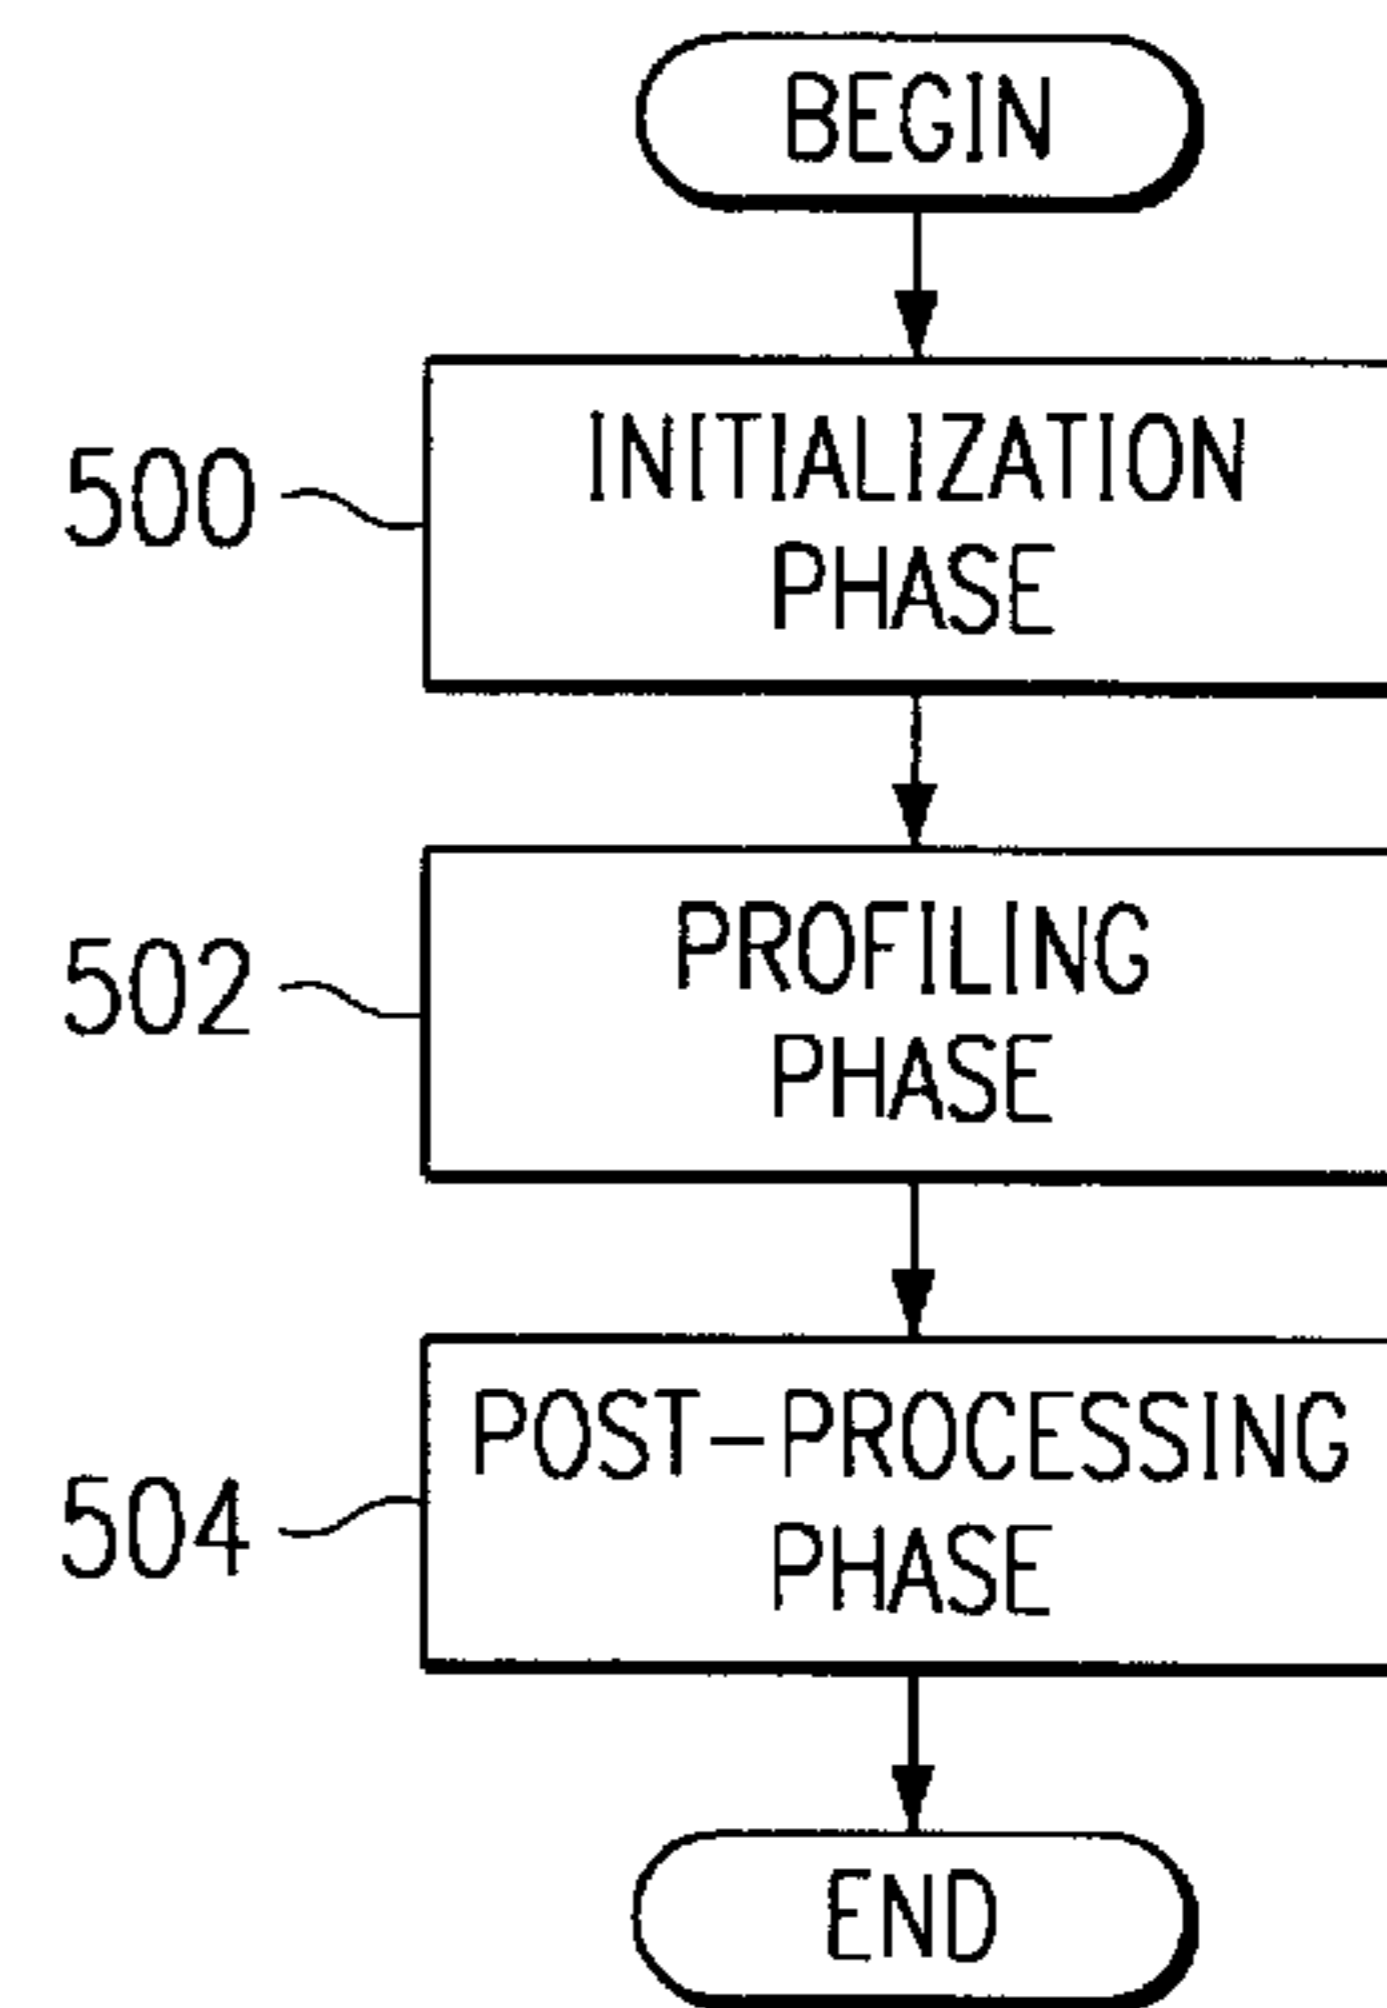 BEGIN
500
INITIALIZATION
PHASE
502
PROFILING
PHASE
504
POST-PROCESSING
PHASE
END